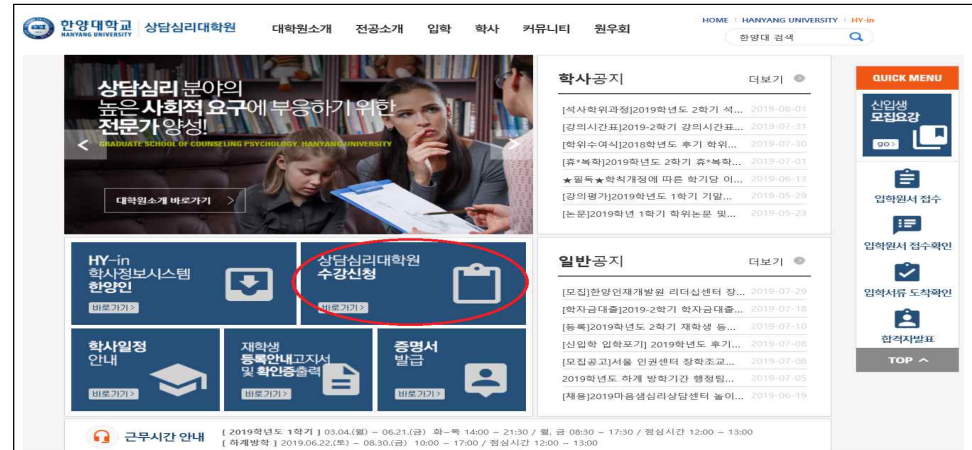 한양대학교
HANYANG UNIVERSITY
상담심리대학원
대학원소개 전공소개 입학 학사 커뮤니티 원우회
HOME HANYANG UNIVERSITY HY-in
한양대 검색
상담심리 분야의
높은 사회적 요구에 부응하기 위한
전문가 양성!
GRADUATE SCHOOL OF COUNSELING PSYCHOLOGY, HANYANG UNIVERSITY
대학원소개 바로가기 >
학사공지 더보기
[석사학위과정]2019학년도 2학기 석... 2019-08-01
[강의시간표]2019-2학기 강의시간표... 2019-07-31
[학위수여식]2018학년도 후기 학위... 2019-07-30
[휴*복학]2019학년도 2학기 휴*복학... 2019-07-01
★필독★학칙개정에 따른 학기당 이... 2019-06-13
[강의평가]2019학년도 1학기 기말... 2019-05-29
[논문]2019학년 1학기 학위논문 및... 2019-05-23
HY-in
학사정보시스템
한양인
바로가기>
상담심리대학원
수강신청
바로가기>
학사일정
안내
바로가기>
재학생
등록안내고지서
및 확인증출력
바로가기>
증명서
발급
바로가기>
일반공지 더보기
[모집]한양인재개발원 리더십센터 장... 2019-07-29
[학자금대출]2019-2학기 학자금대출... 2019-07-18
[등록]2019학년도 2학기 재학생 등... 2019-07-10
[신입학 입학포기] 2019학년도 후기... 2019-07-08
[모집공고]서울 인권센터 장학조교... 2019-07-08
2019학년도 하계 방학기간 행정팀... 2019-07-05
[채용]2019마음샘심리상담센터 놀이... 2019-06-19
QUICK MENU
신입생
모집요강
go>
입학원서 접수
입학원서 접수확인
입학서류 도착확인
합격자발표
TOP
근무시간 안내
[ 2019학년도 1학기 ] 03.04.(월) ~ 06.21.(금) 화~목 14:00 ~ 21:30 / 월, 금 08:30 ~ 17:30 / 점심시간 12:00 ~ 13:00
[ 하계방학 ] 2019.06.22.(토) ~ 08.30.(금) 10:00 ~ 17:00 / 점심시간 12:00 ~ 13:00